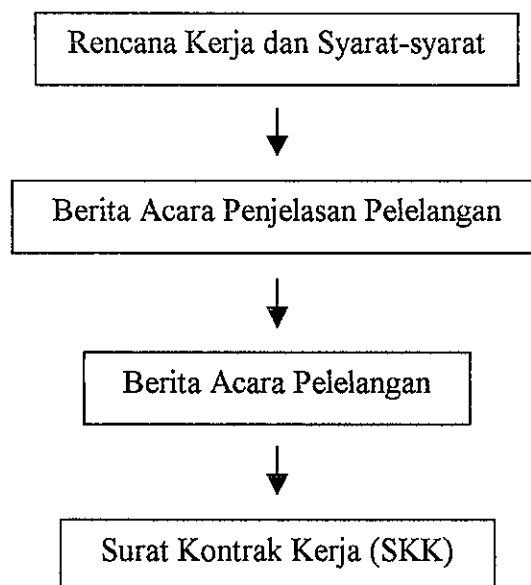 Rencana Kerja dan Syarat-syarat
Berita Acara Penjelasan Pelelangan
Berita Acara Pelelangan
Surat Kontrak Kerja (SKK)